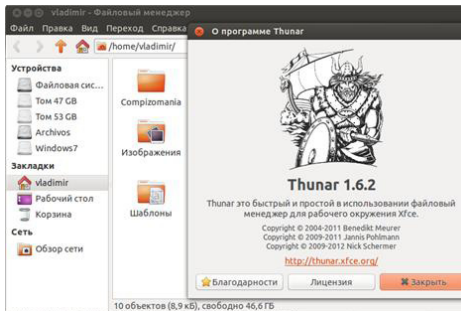 vladimir - Файловый менеджер
Файл Правка Вид Переход Справка
/home/vladimir/
Устройства
Файловая сис...
Том 47 GB
Том 53 GB
Archivos
Windows7
Закладки
vladimir
Рабочий стол
Корзина
Сеть
Обзор сети
Compizomania
Изображения
Шаблоны
10 объектов (8,9 кБ), свободно 46,6 ГБ
О программе Thunar
Thunar 1.6.2
Thunar это быстрый и простой в использовании файловый
менеджер для рабочего окружения Xfce.
Copyright © 2004-2011 Benedikt Meurer
Copyright © 2009-2011 Jannis Pohlmann
Copyright © 2009-2012 Nick Schermer
http://thunar.xfce.org/
Благодарности
Лицензия
Закрыть